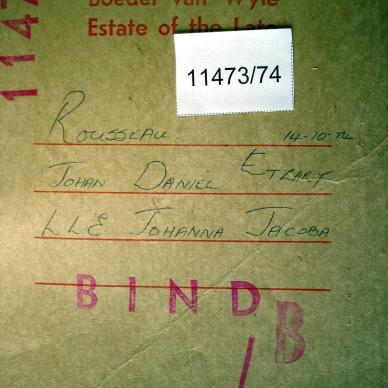 Boedel van Wyle
Estate of the Late
11473/74
Rousseau 14-10-74
Johan Daniel Etzart
LLE Johanna Jacoba
BIND
B